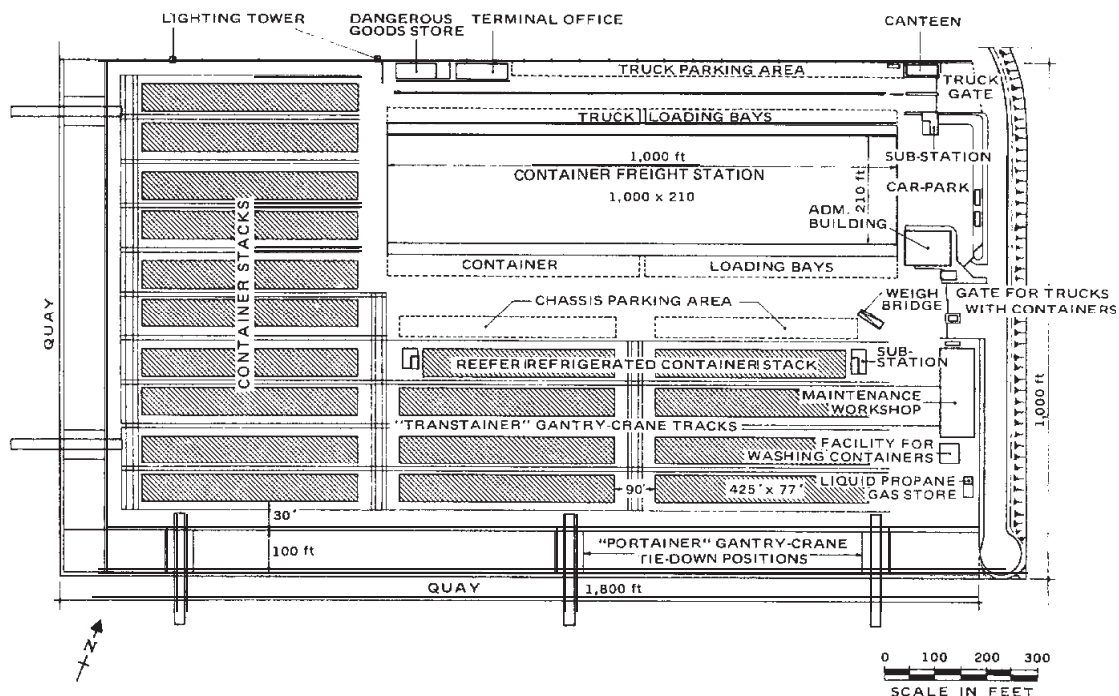 LIGHTING TOWER
DANGEROUS
GOODS STORE
TERMINAL OFFICE
CANTEEN
TRUCK PARKING AREA
TRUCK
GATE
TRUCK LOADING BAYS
SUB-STATION
1,000 ft
CONTAINER FREIGHT STATION
1,000 x 210
210 ft
CAR-PARK
ADM.
BUILDING
CONTAINER STACKS
CONTAINER LOADING BAYS
CHASSIS PARKING AREA
WEIGH
BRIDGE
GATE FOR TRUCKS
WITH CONTAINERS
QUAY
REEFER (REFRIGERATED CONTAINER STACK
SUB-
STATION
1,000 ft
MAINTENANCE
WORKSHOP
"TRANSTAINER" GANTRY-CRANE TRACKS
FACILITY FOR
WASHING CONTAINERS
90'
425' x 77'
LIQUID PROPANE
GAS STORE
30'
100 ft
"PORTAINER" GANTRY-CRANE
TIE-DOWN POSITIONS
QUAY
1,800 ft
N
0 100 200 300
SCALE IN FEET